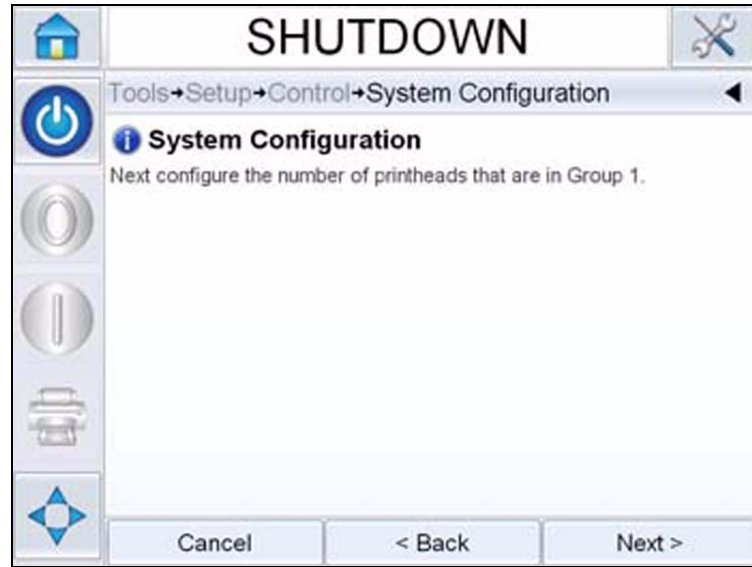 SHUTDOWN
Tools→Setup→Control→System Configuration
System Configuration
Next configure the number of printheads that are in Group 1.
Cancel
< Back
Next >